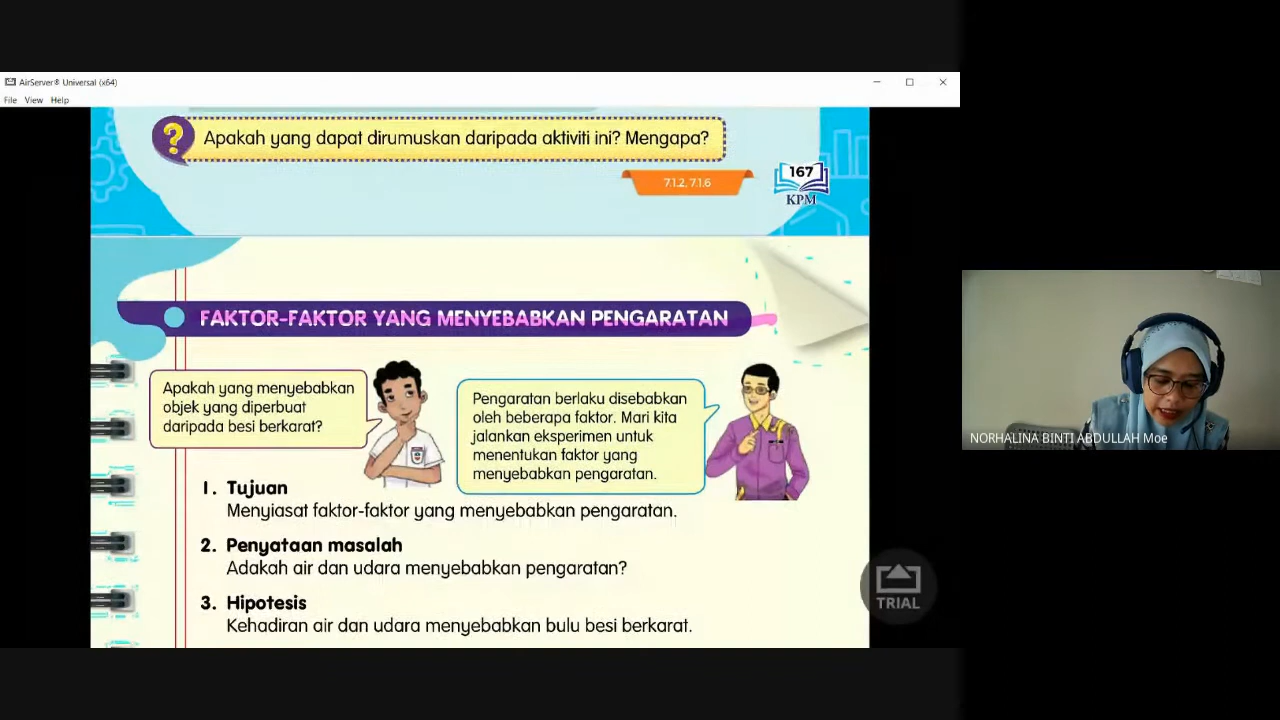 AirServer® Universal (x64)
File View Help
Apakah yang dapat dirumuskan daripada aktiviti ini? Mengapa?
7.1.2, 7.1.6
167
KPM
FAKTOR-FAKTOR YANG MENYEBABKAN PENGARATAN
Apakah yang menyebabkan
objek yang diperbuat
daripada besi berkarat?
Pengaratan berlaku disebabkan
oleh beberapa faktor. Mari kita
jalankan eksperimen untuk
menentukan faktor yang
menyebabkan pengaratan.
1. Tujuan
Menyiasat faktor-faktor yang menyebabkan pengaratan.
2. Penyataan masalah
Adakah air dan udara menyebabkan pengaratan?
3. Hipotesis
Kehadiran air dan udara menyebabkan bulu besi berkarat.
TRIAL
NORHALINA BINTI ABDULLAH Moe